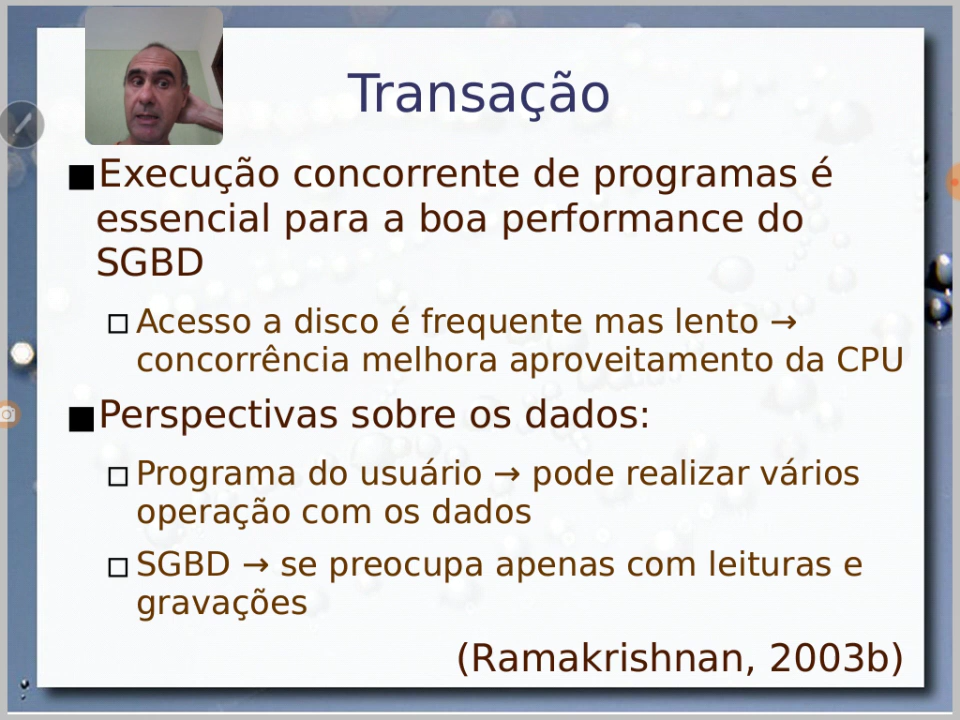 Transação
Execução concorrente de programas é
essencial para a boa performance do
SGBD
Acesso a disco é frequente mas lento →
concorrência melhora aproveitamento da CPU
Perspectivas sobre os dados:
Programa do usuário → pode realizar vários
operação com os dados
SGBD → se preocupa apenas com leituras e
gravações
(Ramakrishnan, 2003b)